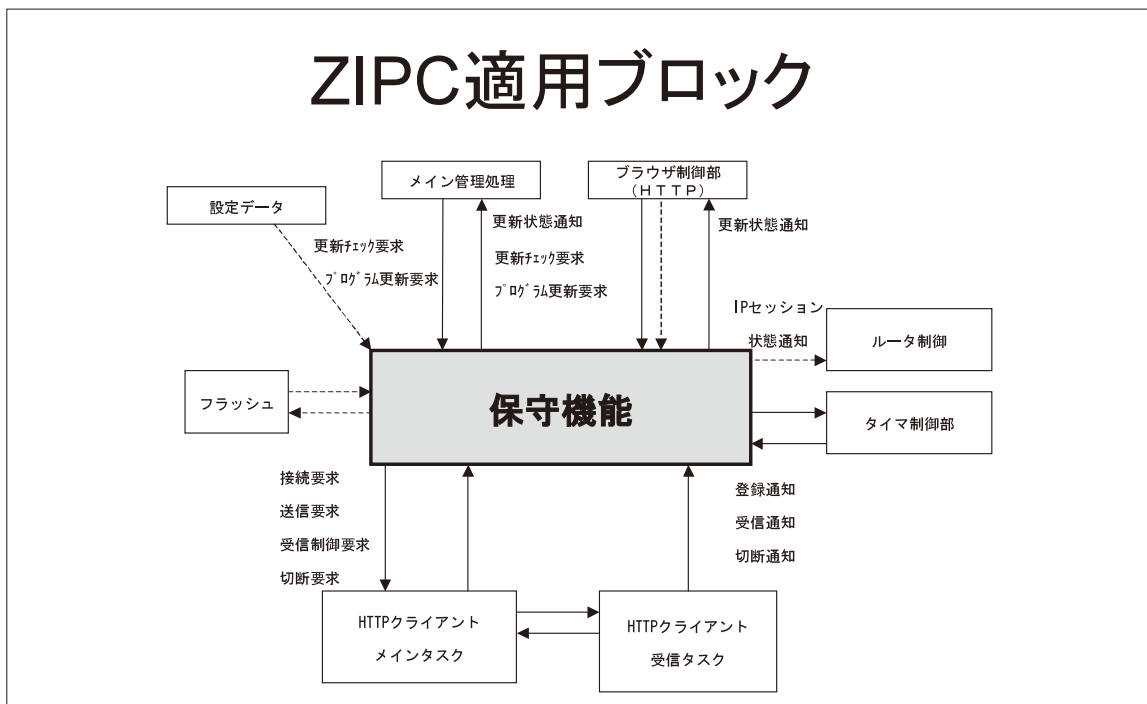 ZIPC適用ブロック
メイン管理処理
ブラウザ制御部
(ＨＴＴＰ)
設定データ
更新ﾁｪｯｸ要求
ﾌﾟﾛｸﾞﾗﾑ更新要求
更新状態通知
更新ﾁｪｯｸ要求
ﾌﾟﾛｸﾞﾗﾑ更新要求
更新状態通知
IPセッション
状態通知
ルータ制御
フラッシュ
保守機能
タイマ制御部
接続要求
送信要求
受信制御要求
切断要求
登録通知
受信通知
切断通知
HTTPクライアント
メインタスク
HTTPクライアント
受信タスク